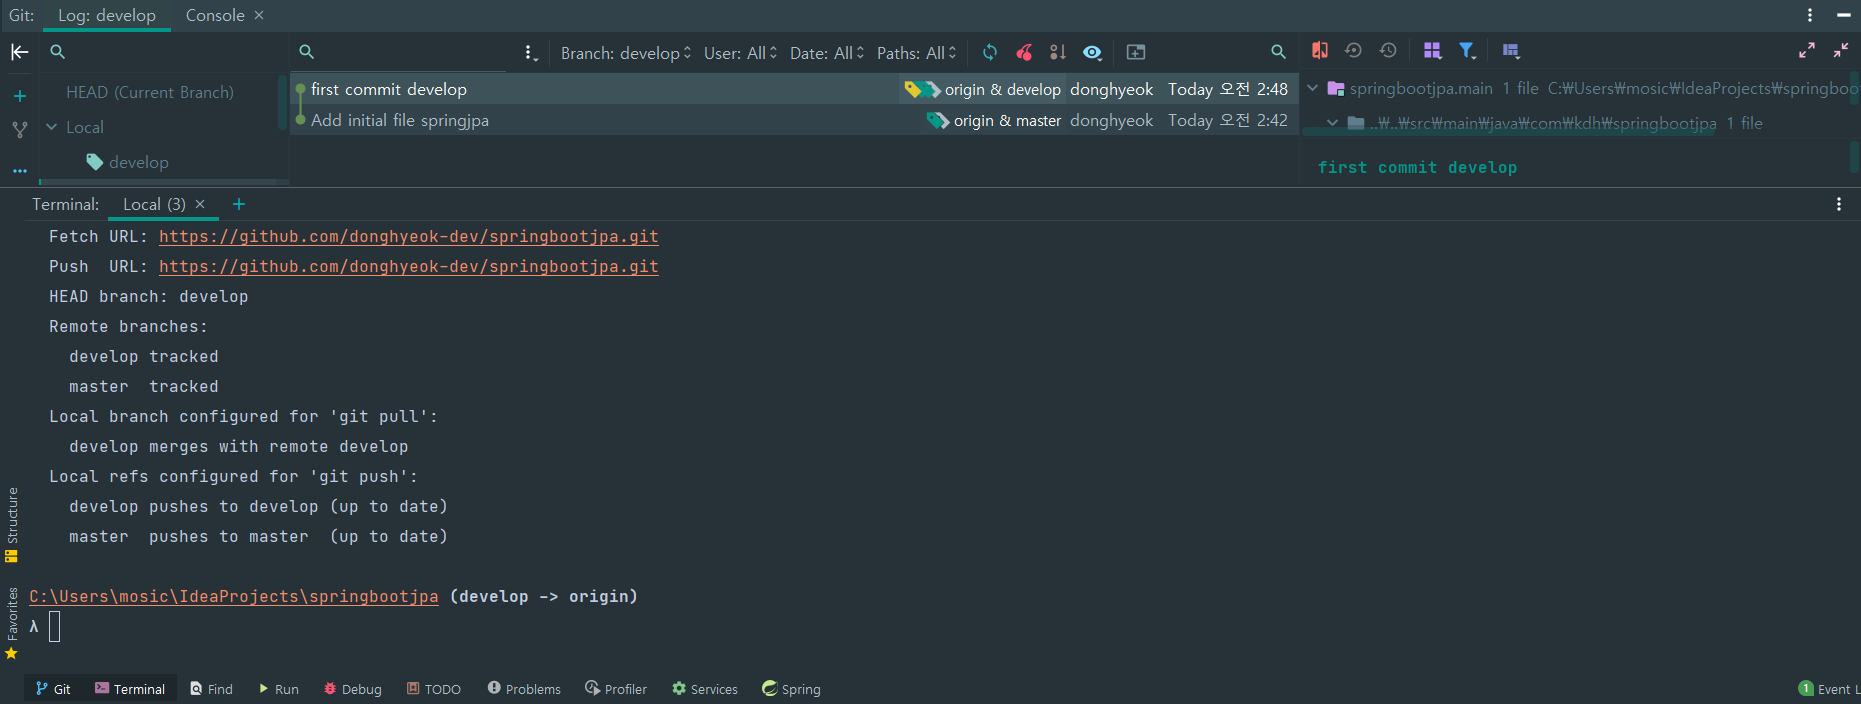 Git: Log: develop Console
Branch: develop User: All Date: All Paths: All
HEAD (Current Branch)
Local
develop
first commit develop origin & develop donghyeok Today 오전 2:48
Add initial file springjpa origin & master donghyeok Today 오전 2:42
springbootjpa.main 1 file C:₩Users₩mosic₩IdeaProjects₩springboo
..₩..₩src₩main₩java₩com₩kdh₩springbootjpa 1 file
first commit develop
Terminal: Local (3)
Fetch URL: https://github.com/donghyeok-dev/springbootjpa.git
Push URL: https://github.com/donghyeok-dev/springbootjpa.git
HEAD branch: develop
Remote branches:
develop tracked
master tracked
Local branch configured for 'git pull':
develop merges with remote develop
Local refs configured for 'git push':
develop pushes to develop (up to date)
master pushes to master (up to date)
C:\Users\mosic\IdeaProjects\springbootjpa (develop -> origin)
λ
Structure
Favorites
Git Terminal Find Run Debug TODO Problems Profiler Services Spring 1 Event L